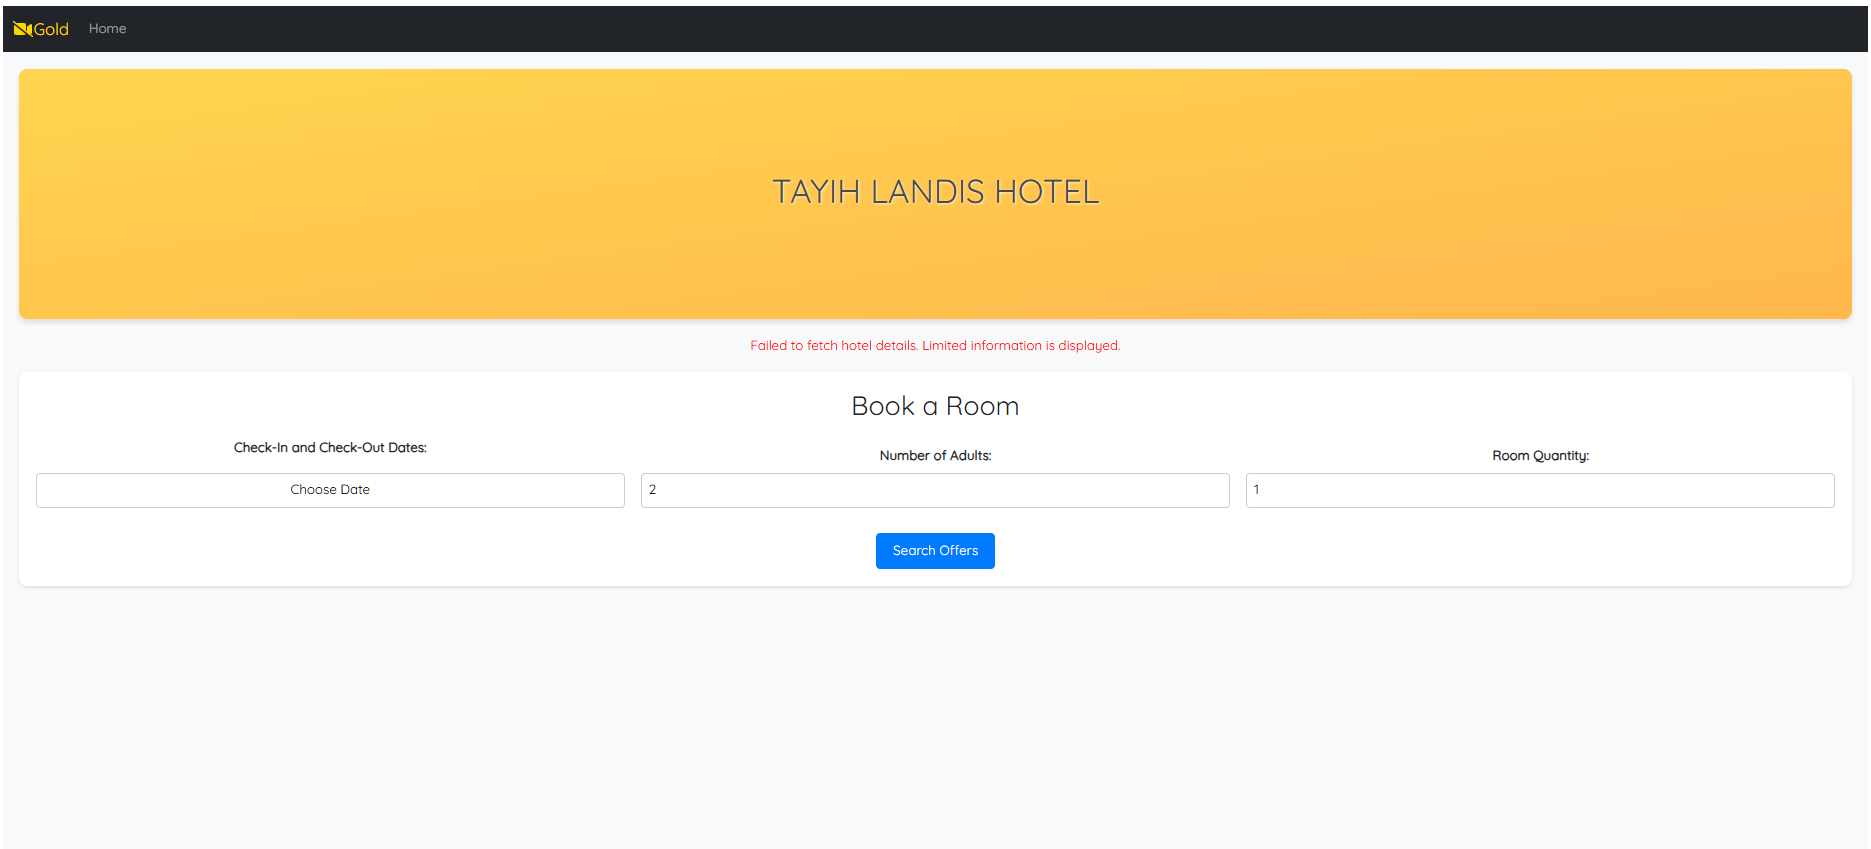 Gold Home
TAYIH LANDIS HOTEL
Failed to fetch hotel details. Limited information is displayed.
Book a Room
Check-In and Check-Out Dates:
Choose Date
Number of Adults:
2
Room Quantity:
1
Search Offers